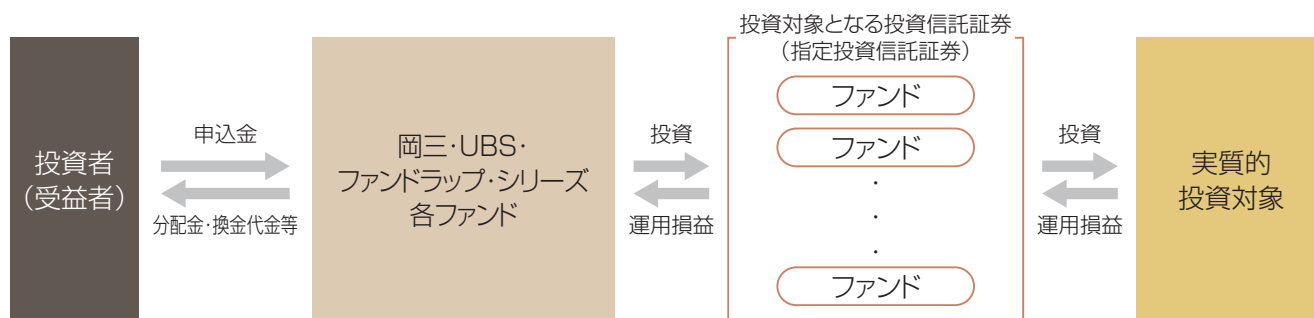 投資者
（受益者）
申込金
分配金･換金代金等
岡三･UBS･
ファンドラップ･シリーズ
各ファンド
投資
運用損益
投資対象となる投資信託証券
（指定投資信託証券）
ファンド
ファンド
・
・
・
ファンド
投資
運用損益
実質的
投資対象